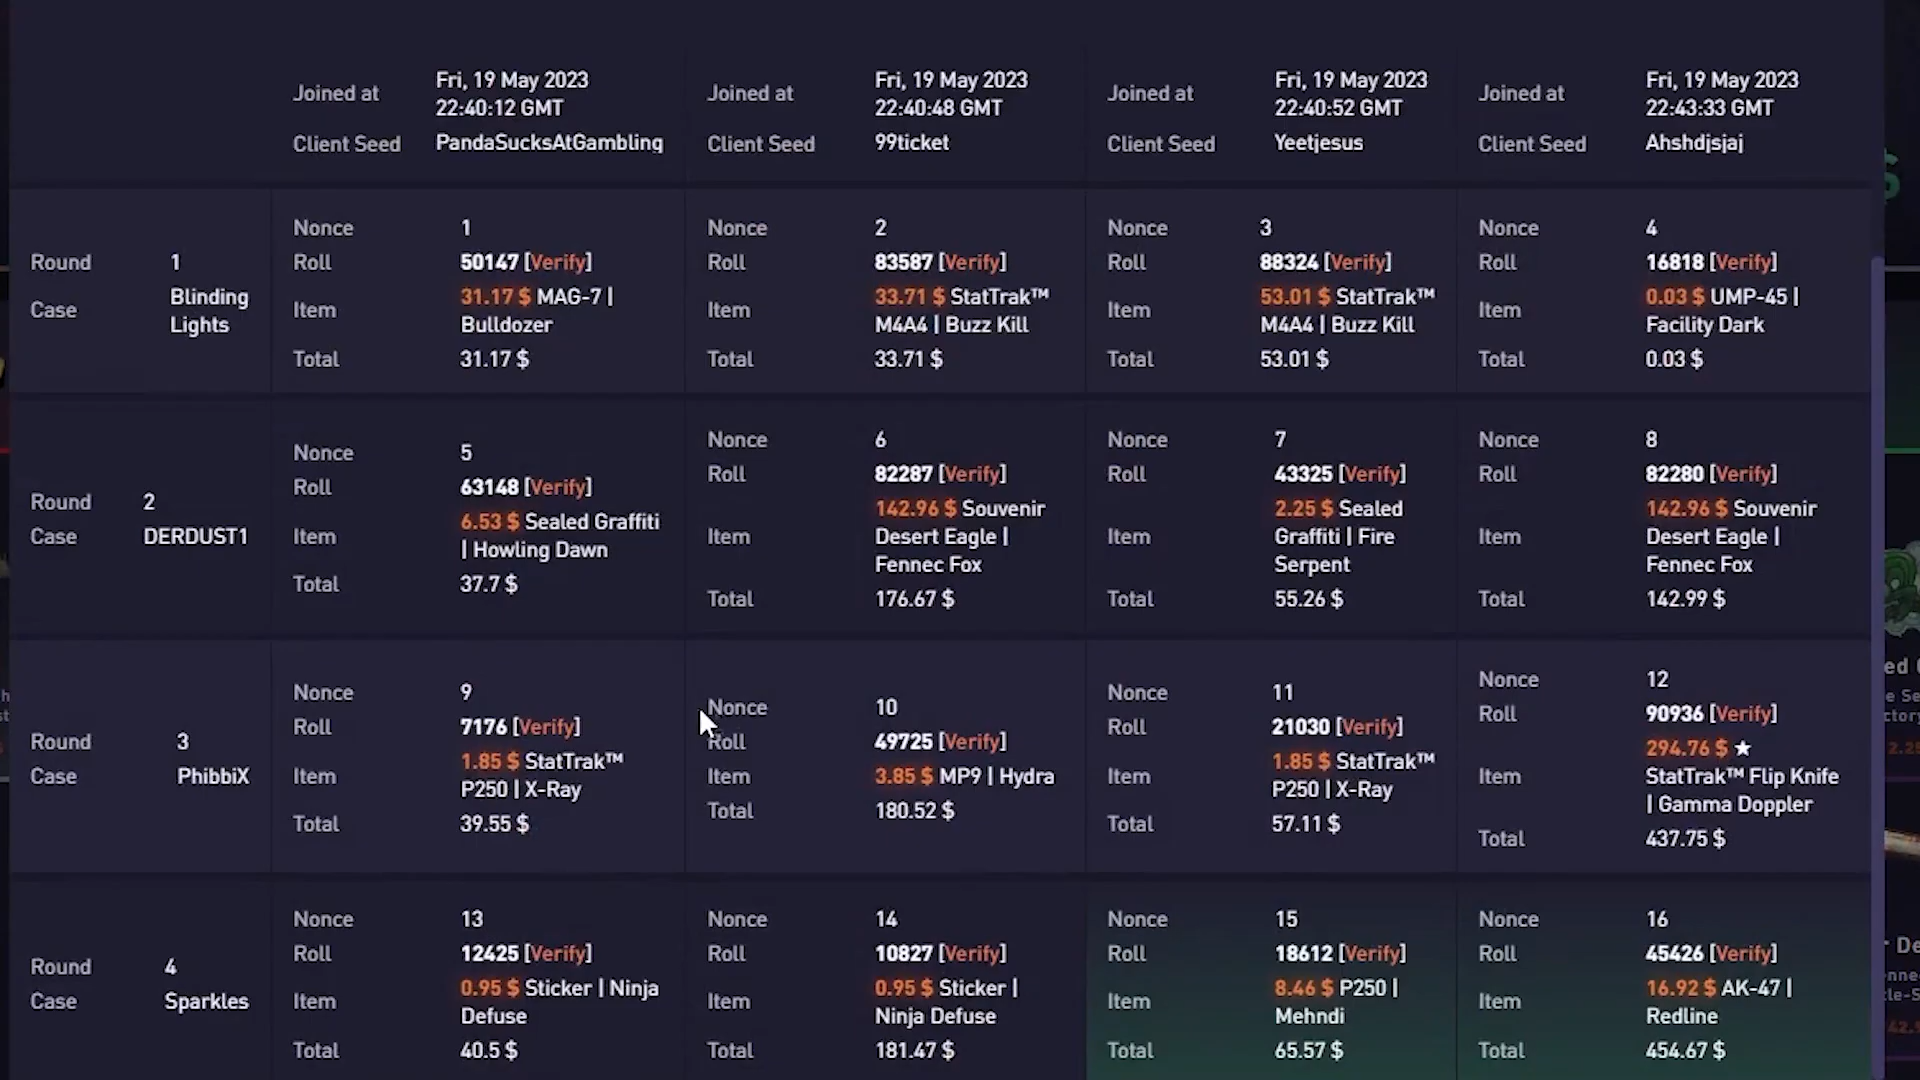 Joined at
Fri, 19 May 2023
22:40:12 GMT
Client Seed
PandaSucksAtGambling
Joined at
Fri, 19 May 2023
22:40:48 GMT
Client Seed
99ticket
Joined at
Fri, 19 May 2023
22:40:52 GMT
Client Seed
Yeetjesus
Joined at
Fri, 19 May 2023
22:43:33 GMT
Client Seed
Ahshdjsjaj
Round 1
Case Blinding
Lights
Nonce 1
Roll 50147 [Verify]
Item 31.17 $ MAG-7 |
Bulldozer
Total 31.17 $
Nonce 2
Roll 83587 [Verify]
Item 33.71 $ StatTrak™
M4A4 | Buzz Kill
Total 33.71 $
Nonce 3
Roll 88324 [Verify]
Item 53.01 $ StatTrak™
M4A4 | Buzz Kill
Total 53.01 $
Nonce 4
Roll 16818 [Verify]
Item 0.03 $ UMP-45 |
Facility Dark
Total 0.03 $
Round 2
Case DERDUST1
Nonce 5
Roll 63148 [Verify]
Item 6.53 $ Sealed Graffiti
| Howling Dawn
Total 37.7 $
Nonce 6
Roll 82287 [Verify]
142.96 $ Souvenir
Item Desert Eagle |
Fennec Fox
Total 176.67 $
Nonce 7
Roll 43325 [Verify]
2.25 $ Sealed
Item Graffiti | Fire
Serpent
Total 55.26 $
Nonce 8
Roll 82280 [Verify]
142.96 $ Souvenir
Item Desert Eagle |
Fennec Fox
Total 142.99 $
Round 3
Case PhibbiX
Nonce 9
Roll 7176 [Verify]
Item 1.85 $ StatTrak™
P250 | X-Ray
Total 39.55 $
Nonce 10
Roll 49725 [Verify]
Item 3.85 $ MP9 | Hydra
Total 180.52 $
Nonce 11
Roll 21030 [Verify]
Item 1.85 $ StatTrak™
P250 | X-Ray
Total 57.11 $
Nonce 12
Roll 90936 [Verify]
294.76 $ ★
Item StatTrak™ Flip Knife
| Gamma Doppler
Total 437.75 $
Round 4
Case Sparkles
Nonce 13
Roll 12425 [Verify]
Item 0.95 $ Sticker | Ninja
Defuse
Total 40.5 $
Nonce 14
Roll 10827 [Verify]
Item 0.95 $ Sticker |
Ninja Defuse
Total 181.47 $
Nonce 15
Roll 18612 [Verify]
Item 8.46 $ P250 |
Mehndi
Total 65.57 $
Nonce 16
Roll 45426 [Verify]
Item 16.92 $ AK-47 |
Redline
Total 454.67 $